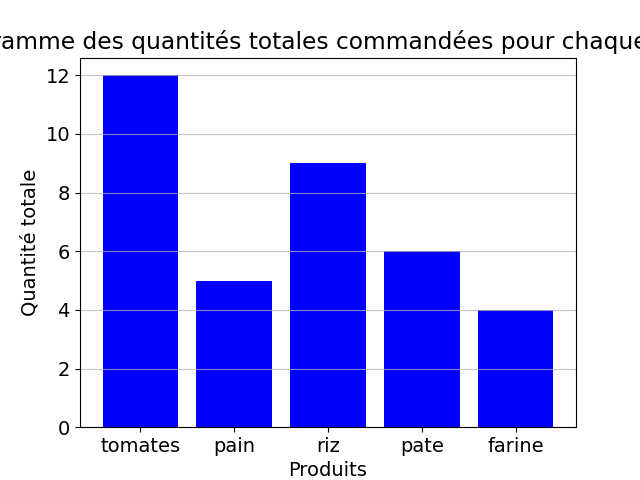 ramme des quantités totales commandées pour chaque
12
10
8
6
4
2
0
Quantité totale
tomates pain riz pate farine
Produits